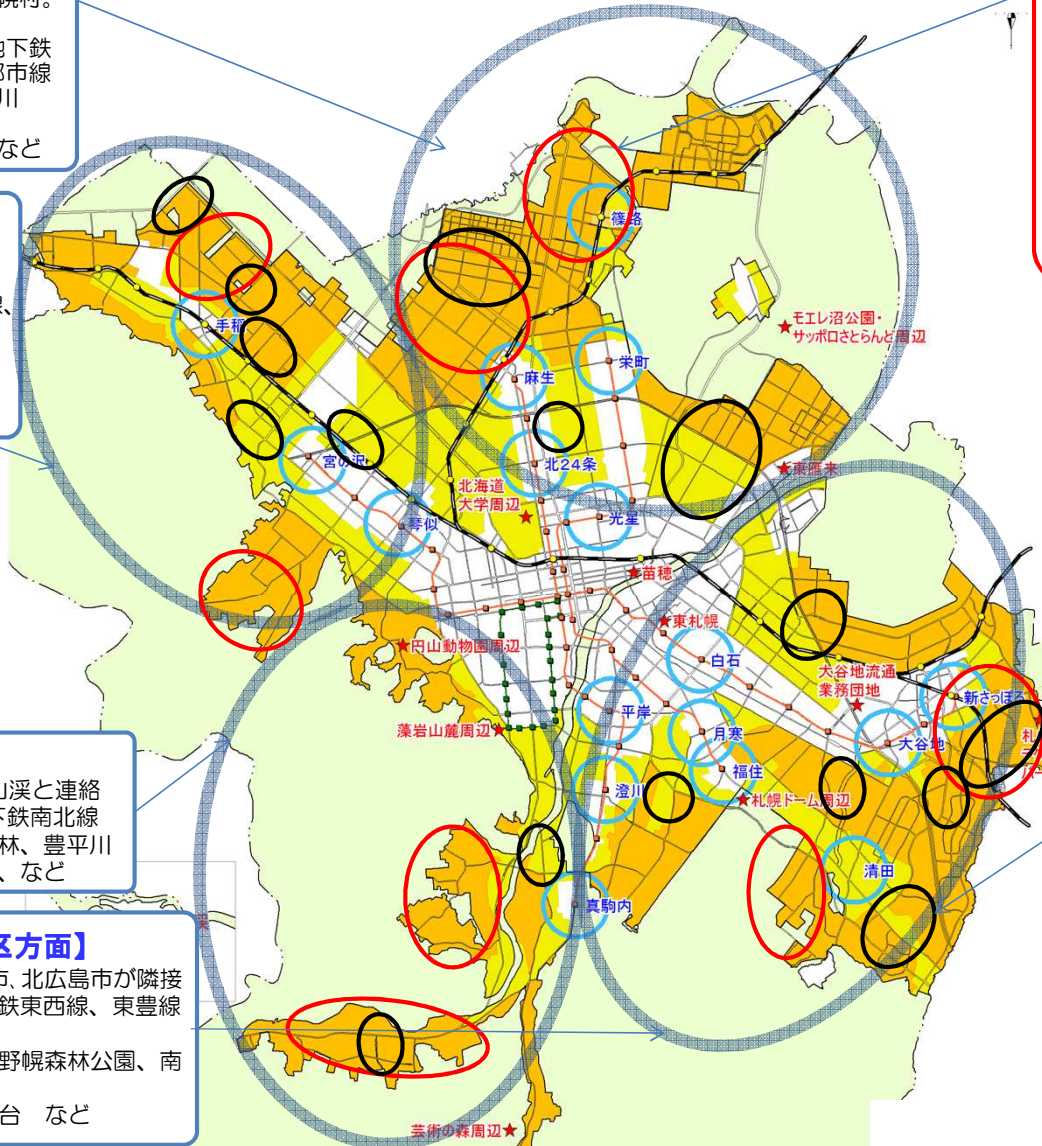 下鉄
都市線
川
など
山渓と連絡
下鉄南北線
林、豊平川
、など
区方面】
市、北広島市が隣接
鉄東西線、東豊線
野幌森林公園、南
台 など
篠路
手稲
麻生
栄町
モエレ沼公園・
サッポロさとらんど周辺
宮の沢
北24条
北海道
大学周辺
琴似
光星
東雁来
苗穂
東札幌
円山動物園周辺
白石
大谷地流通
業務団地
新さっぽろ
平岸
藻岩山麓周辺
月寒
大谷地
札
福住
澄川
札幌ドーム周辺
清田
真駒内
芸術の森周辺